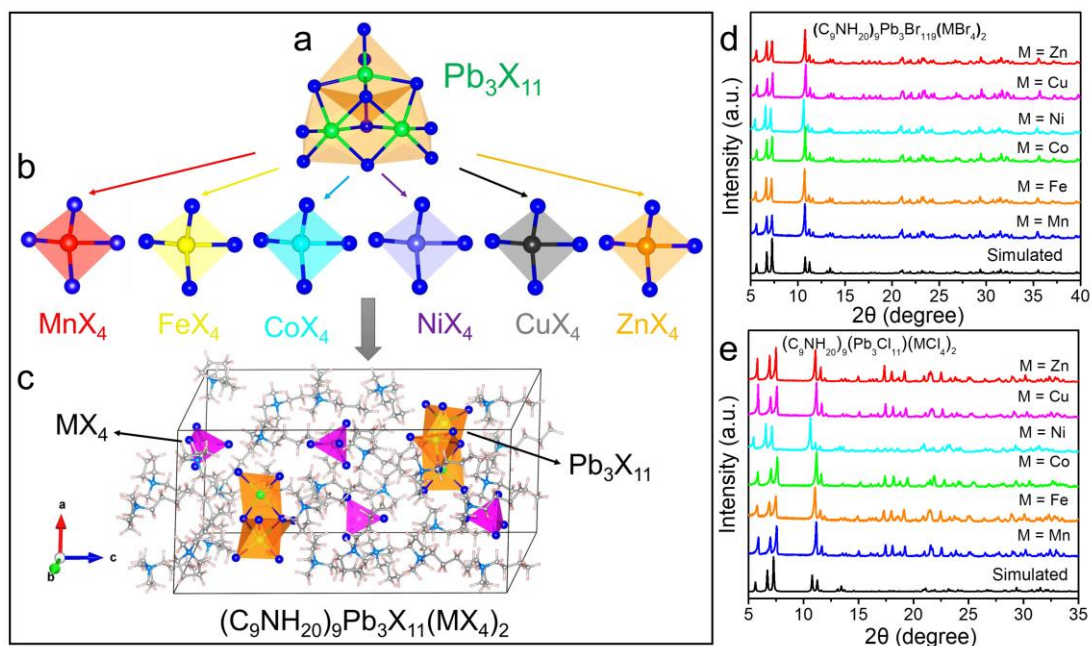 a
Pb₃X₁₁
b
MnX₄
FeX₄
CoX₄
NiX₄
CuX₄
ZnX₄
c
MX₄
Pb₃X₁₁
a
b
c
(C₉NH₂₀)₉Pb₃X₁₁(MX₄)₂
d
(C₉NH₂₀)₉Pb₃Br₁₁₉(MBr₄)₂
M = Zn
M = Cu
M = Ni
M = Co
M = Fe
M = Mn
Simulated
Intensity (a.u.)
5 10 15 20 25 30 35 40
2θ (degree)
e
(C₉NH₂₀)₉(Pb₃Cl₁₁)(MCl₄)₂
M = Zn
M = Cu
M = Ni
M = Co
M = Fe
M = Mn
Simulated
Intensity (a.u.)
5 10 15 20 25 30 35
2θ (degree)